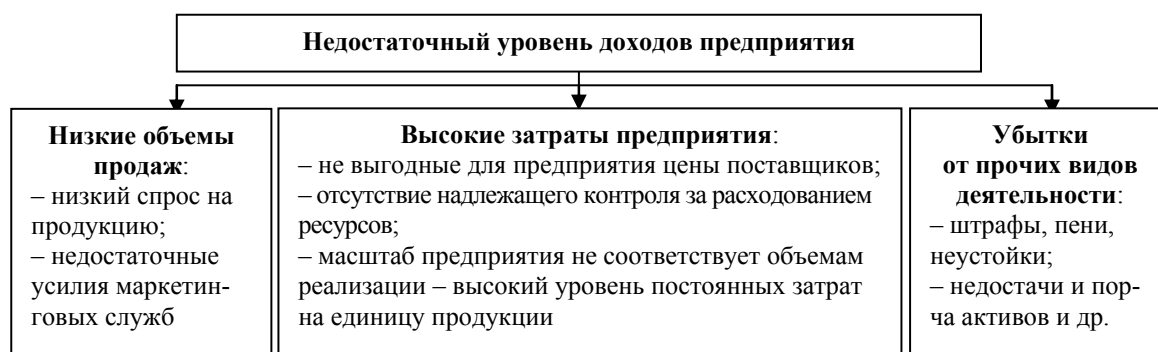 Недостаточный уровень доходов предприятия
Низкие объемы
продаж:
– низкий спрос на
продукцию;
– недостаточные
усилия маркетин-
говых служб
Высокие затраты предприятия:
– не выгодные для предприятия цены поставщиков;
– отсутствие надлежащего контроля за расходованием
ресурсов;
– масштаб предприятия не соответствует объемам
реализации – высокий уровень постоянных затрат
на единицу продукции
Убытки
от прочих видов
деятельности:
– штрафы, пени,
неустойки;
– недостачи и пор-
ча активов и др.